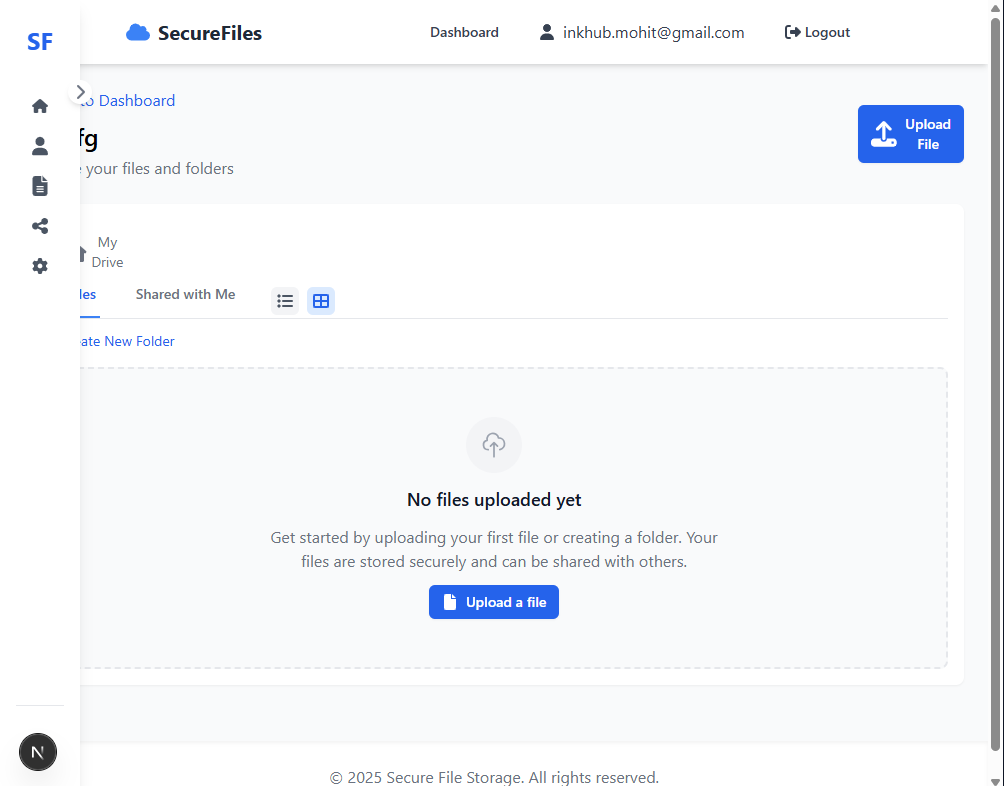 SF
SecureFiles
Dashboard
inkhub.mohit@gmail.com
Logout
to Dashboard
fg
your files and folders
Upload
File
My
Drive
les
Shared with Me
ate New Folder
No files uploaded yet
Get started by uploading your first file or creating a folder. Your
files are stored securely and can be shared with others.
Upload a file
N
© 2025 Secure File Storage. All rights reserved.